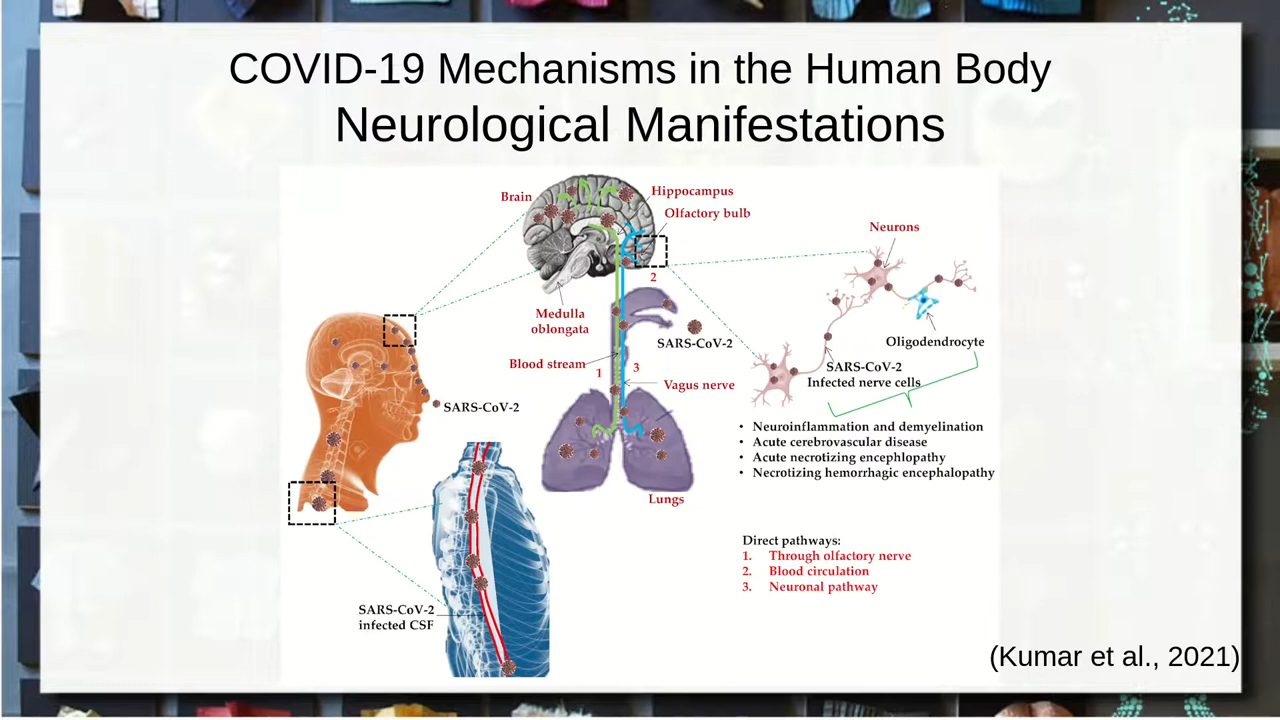 COVID-19 Mechanisms in the Human Body
Neurological Manifestations
Brain
Hippocampus
Olfactory bulb
2
Medulla
oblongata
SARS-CoV-2
Blood stream
1
3
Vagus nerve
Lungs
Neurons
Oligodendrocyte
SARS-CoV-2
Infected nerve cells
• Neuroinflammation and demyelination
• Acute cerebrovascular disease
• Acute necrotizing encephlopathy
• Necrotizing hemorrhagic encephalopathy
SARS-CoV-2
SARS-CoV-2
infected CSF
Direct pathways:
1. Through olfactory nerve
2. Blood circulation
3. Neuronal pathway
(Kumar et al., 2021)